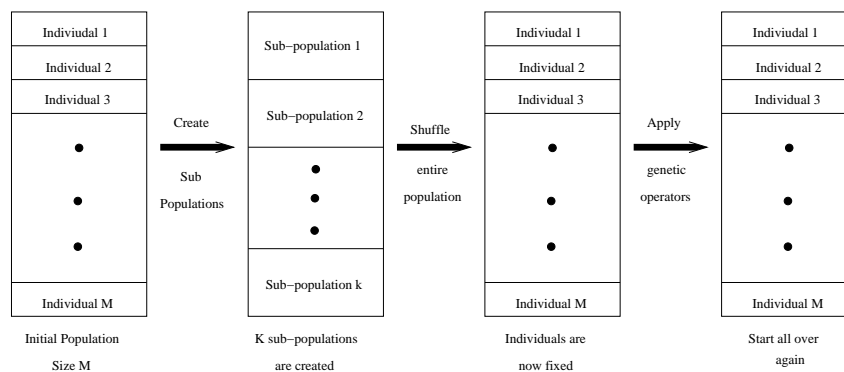 Indiviudal 1
Individual 2
Individual 3
Individual M
Initial Population
Size M
Create
Sub
Populations
Sub−population 1
Sub−population 2
Sub−population k
K sub−populations
are created
Shuffle
entire
population
Indiviudal 1
Individual 2
Individual 3
Individual M
Individuals are
now fixed
Apply
genetic
operators
Indiviudal 1
Individual 2
Individual 3
Individual M
Start all over
again